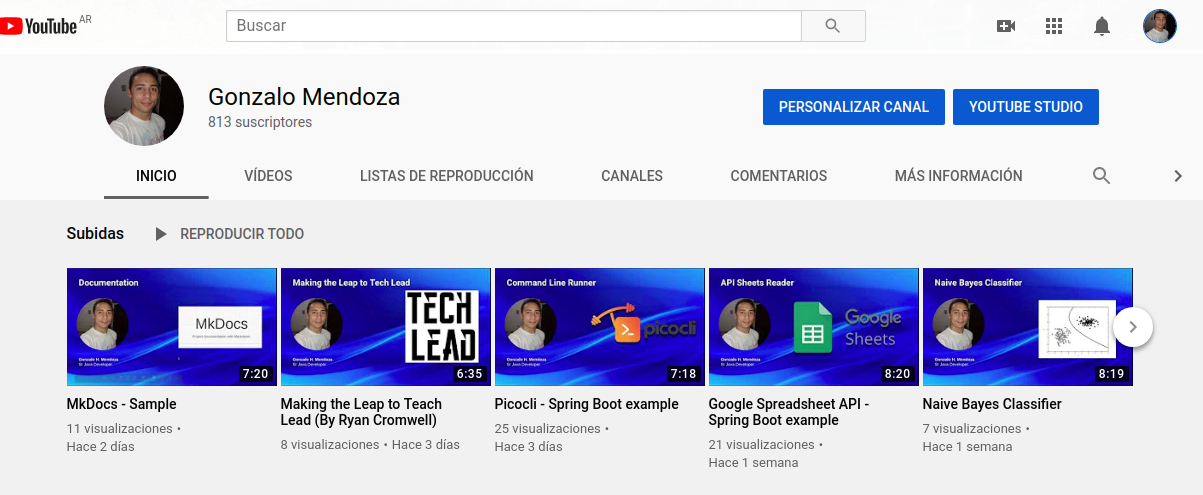 YouTube AR
Buscar
Gonzalo Mendoza
813 suscriptores
PERSONALIZAR CANAL
YOUTUBE STUDIO
INICIO
VÍDEOS
LISTAS DE REPRODUCCIÓN
CANALES
COMENTARIOS
MÁS INFORMACIÓN
Subidas
REPRODUCIR TODO
Documentation
MkDocs
Project documentation with Markdown.
Gonzalo H. Mendoza
Sr Java Developer
7:20
MkDocs - Sample
11 visualizaciones •
Hace 2 días
Making the Leap to Tech Lead
TECH
LEAD
Gonzalo H. Mendoza
Sr Java Developer
6:35
Making the Leap to Teach
Lead (By Ryan Cromwell)
8 visualizaciones • Hace 3 días
Command Line Runner
picocli
Gonzalo H. Mendoza
Sr Java Developer
7:18
Picocli - Spring Boot example
25 visualizaciones •
Hace 3 días
API Sheets Reader
Google
Sheets
Gonzalo H. Mendoza
Sr Java Developer
8:20
Google Spreadsheet API -
Spring Boot example
21 visualizaciones •
Hace 1 semana
Naive Bayes Classifier
Gonzalo H. Mendoza
Sr Java Developer
8:19
Naive Bayes Classifier
7 visualizaciones •
Hace 1 semana